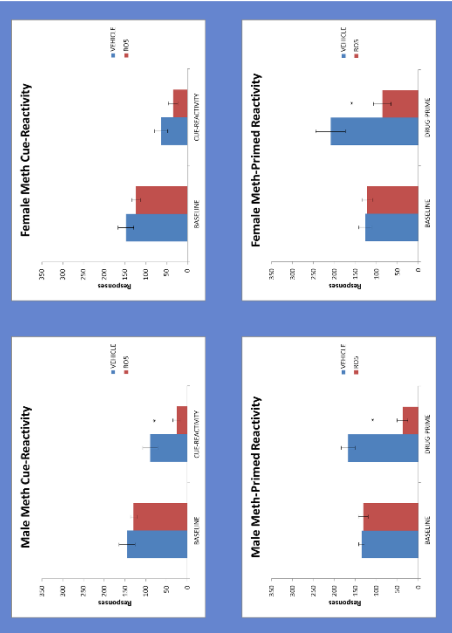 Male Meth Cue-Reactivity
350
300
250
200
150
100
50
0
Responses
BASELINE
CUE-REACTIVITY
*
VEHICLE
ROS
Female Meth Cue-Reactivity
350
300
250
200
150
100
50
0
Responses
BASELINE
CUE-REACTIVITY
VEHICLE
ROS
Male Meth-Primed Reactivity
350
300
250
200
150
100
50
0
Responses
BASELINE
DRUG-PRIME
*
VEHICLE
ROS
Female Meth-Primed Reactivity
350
300
250
200
150
100
50
0
Responses
BASELINE
DRUG-PRIME
*
VEHICLE
ROS